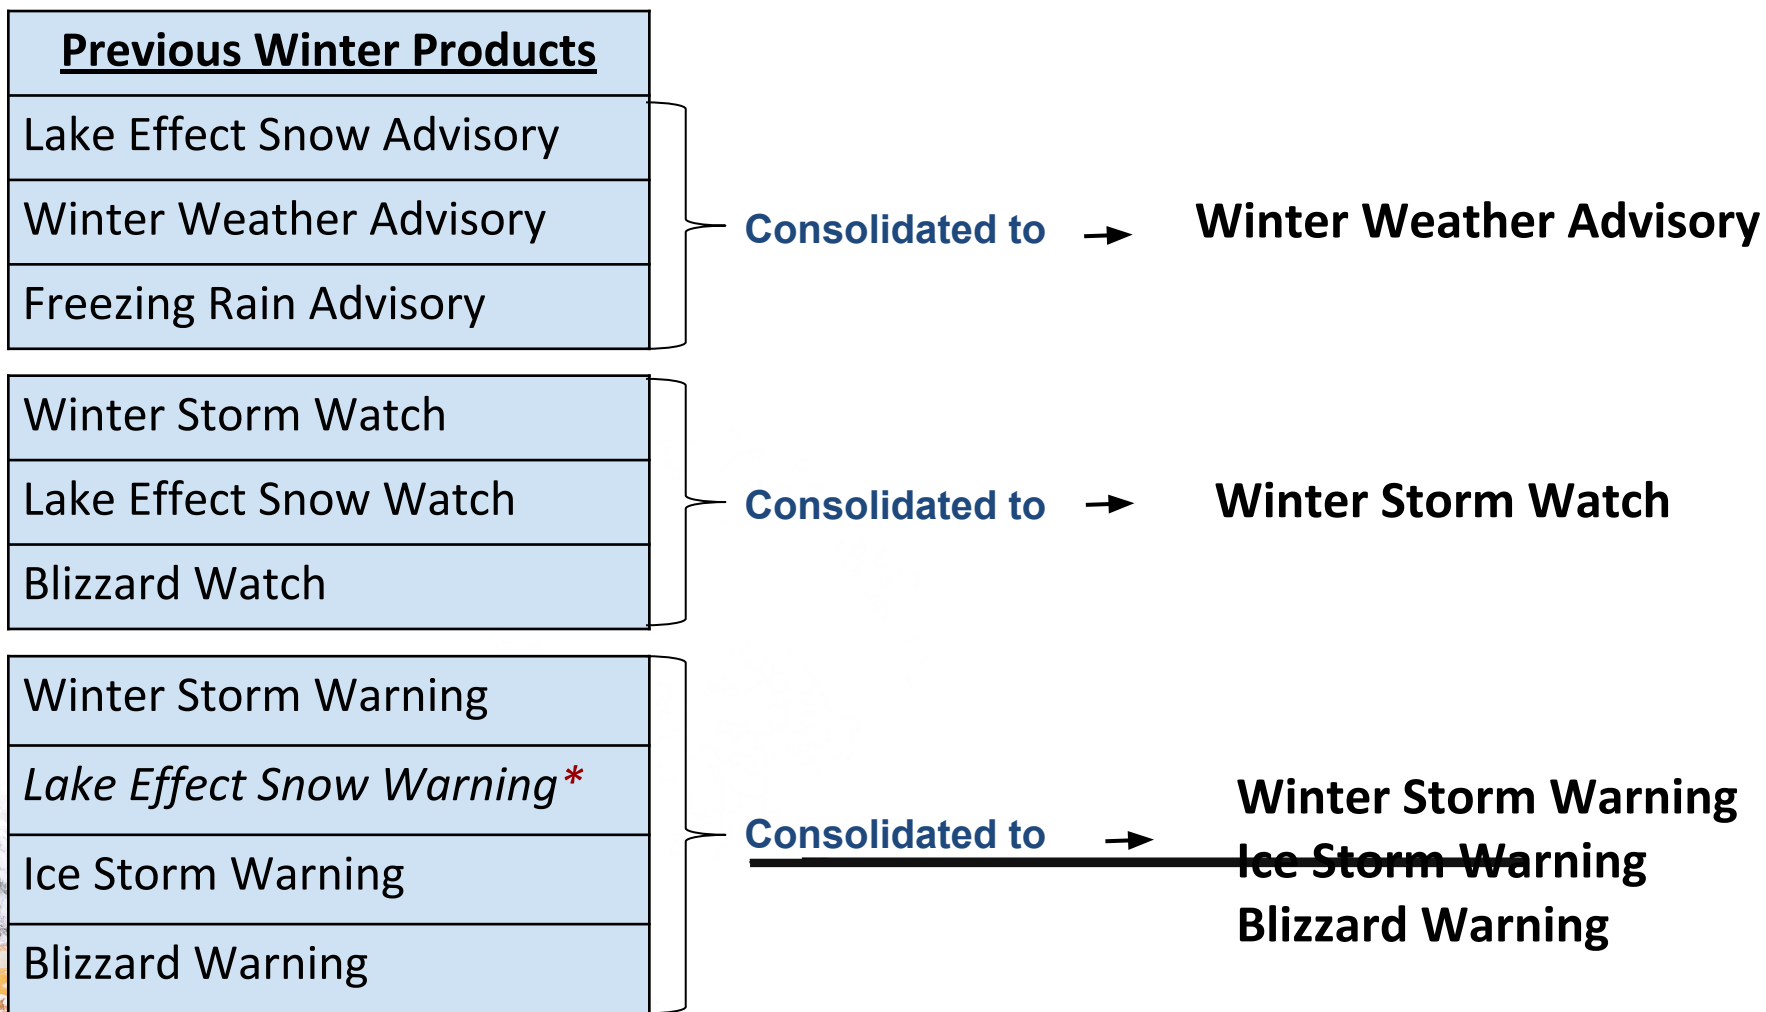 Previous Winter Products
Lake Effect Snow Advisory
Winter Weather Advisory
Freezing Rain Advisory
Consolidated to
Winter Weather Advisory
Winter Storm Watch
Lake Effect Snow Watch
Blizzard Watch
Consolidated to
Winter Storm Watch
Winter Storm Warning
Lake Effect Snow Warning*
Ice Storm Warning
Blizzard Warning
Consolidated to
Winter Storm Warning
Ice Storm Warning
Blizzard Warning